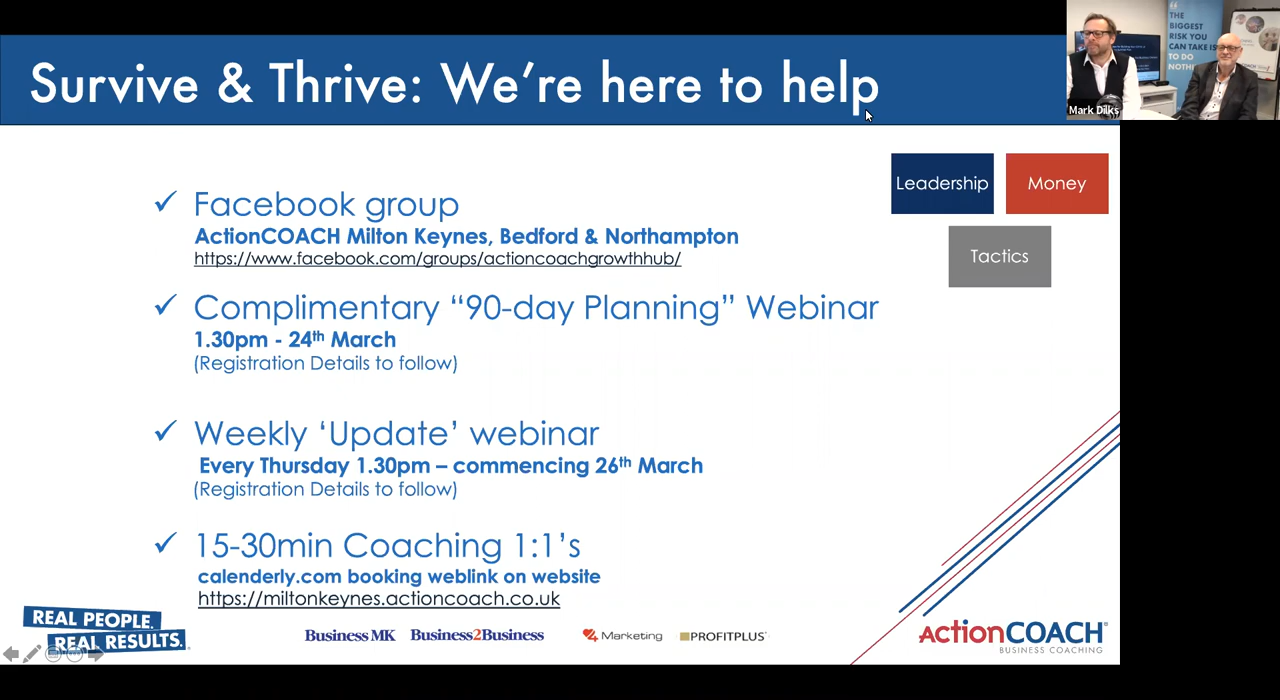 Survive & Thrive: We're here to help
THE
BIGGEST
RISK YOU
CAN TAKE IS
TO DO
NOTH
COACH
Mark Dilks
Leadership
Money
Tactics
✓ Facebook group
ActionCOACH Milton Keynes, Bedford & Northampton
https://www.facebook.com/groups/actioncoachgrowthhub/
✓ Complimentary “90-day Planning” Webinar
1.30pm - 24th March
(Registration Details to follow)
✓ Weekly ‘Update’ webinar
Every Thursday 1.30pm – commencing 26th March
(Registration Details to follow)
✓ 15-30min Coaching 1:1’s
calenderly.com booking weblink on website
https://miltonkeynes.actioncoach.co.uk
REAL PEOPLE.
REAL RESULTS.
Business MK Business2Business 4 Marketing PROFITPLUS
ActionCOACH
BUSINESS COACHING